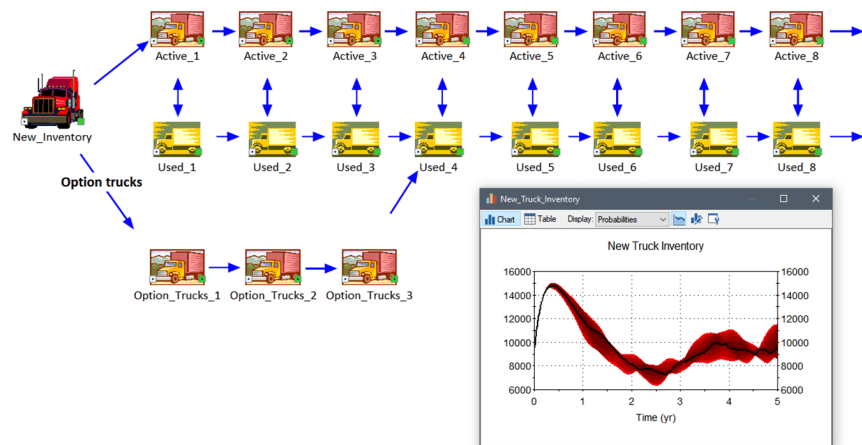 Active_1 Active_2 Active_3 Active_4 Active_5 Active_6 Active_7 Active_8
New_Inventory
Used_1 Used_2 Used_3 Used_4 Used_5 Used_6 Used_7 Used_8
Option trucks
Option_Trucks_1 Option_Trucks_2 Option_Trucks_3
New_Truck_Inventory
Chart Table Display: Probabilities
New Truck Inventory
16000 16000
14000 14000
12000 12000
10000 10000
8000 8000
6000 6000
0 1 2 3 4 5
Time (yr)